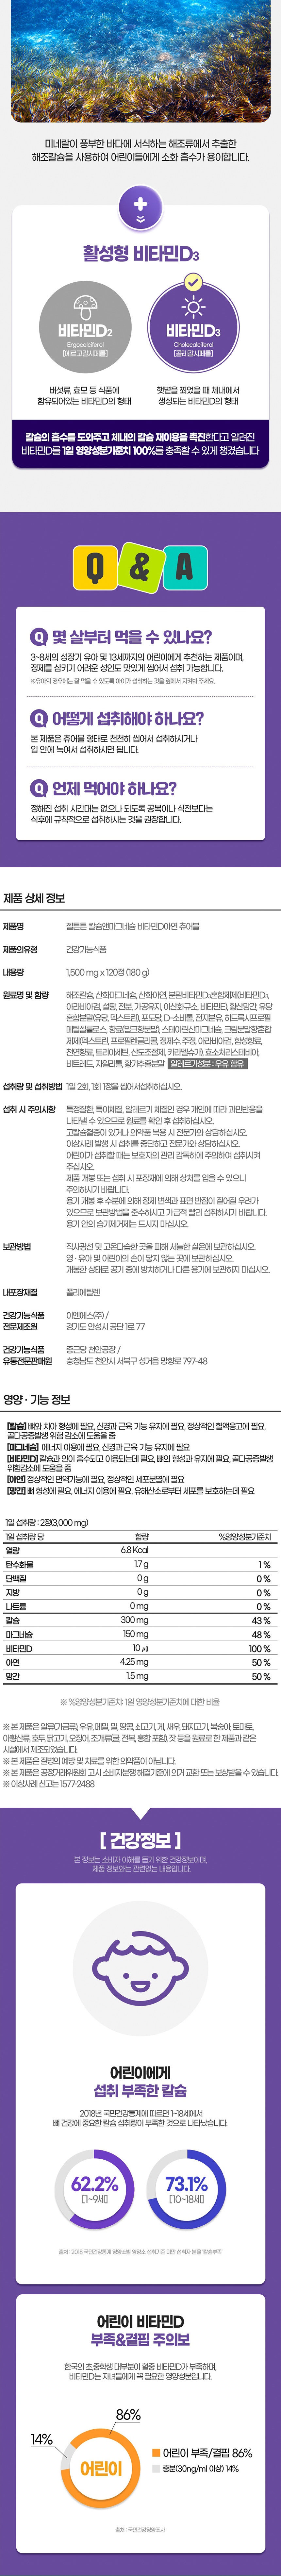 미네랄이 풍부한 바다에 서식하는 해조류에서 추출한
해조칼슘을 사용하여 어린이들에게 소화 흡수가 용이합니다.
활성형 비타민D3
비타민D2
Ergocalciferol
[에르고칼시페롤]
비타민D3
Cholecalciferol
[콜레칼시페롤]
버섯류, 효모 등 식품에
함유되어있는 비타민D의 형태
햇볕을 쬐었을 때 체내에서
생성되는 비타민D의 형태
칼슘의 흡수를 도와주고 체내의 칼슘 재이용을 촉진한다고 알려진
비타민D를 1일 영양성분기준치 100%를 충족할 수 있게 챙겼습니다
Q & A
Q 몇 살부터 먹을 수 있나요?
3~8세의 성장기 유아 및 13세까지의 어린이에게 추천하는 제품이며,
정제를 삼키기 어려운 성인도 맛있게 씹어서 섭취 가능합니다.
※유아의 경우에는 잘 먹을 수 있도록 아이가 섭취하는 것을 옆에서 지켜봐 주세요.
Q 어떻게 섭취해야 하나요?
본 제품은 츄어블 형태로 천천히 씹어서 섭취하시거나
입 안에 녹여서 섭취하시면 됩니다.
Q 언제 먹어야 하나요?
정해진 섭취 시간대는 없으나 되도록 공복이나 식전보다는
식후에 규칙적으로 섭취하시는 것을 권장합니다.
제품 상세 정보
제품명 젤튼튼 칼슘앤마그네슘 비타민D아연 츄어블
제품의유형 건강기능식품
내용량 1,500 mg x 120정 (180 g)
원료명 및 함량 해조칼슘, 산화마그네슘, 산화아연, 분말비타민D3혼합제제(비타민D3,
아라비아검, 설탕, 전분, 가공유지, 이산화규소, 비타민E), 황산망간, 유당
혼합분말(유당, 덱스트린), 포도당, D-소비톨, 전지분유, 히드록시프로필
메틸셀룰로스, 향료(밀크향분말), 스테아린산마그네슘, 크림분말향혼합
제제(덱스트린, 프로필렌글리콜, 정제수, 주정, 아라비아검, 합성향료,
천연향료, 트리아세틴, 산도조절제, 카라멜슈가), 효소처리스테비아,
비트레드, 자일리톨, 황기추출분말 알레르기성분 : 우유 함유
섭취량 및 섭취방법 1일 2회, 1회 1정을 씹어서섭취하십시오.
섭취 시 주의사항 특정질환, 특이체질, 알레르기 체질인 경우 개인에 따라 과민반응을
나타낼 수 있으므로 원료를 확인 후 섭취하십시오.
고칼슘혈증이 있거나 의약품 복용 시 전문가와 상담하십시오.
이상사례 발생 시 섭취를 중단하고 전문가와 상담하십시오.
어린이가 섭취할 때는 보호자의 관리 감독하에 주의하여 섭취시켜
주십시오.
제품 개봉 또는 섭취 시 포장재에 의해 상처를 입을 수 있으니
주의하시기 바랍니다.
용기 개봉 후 수분에 의해 정제 변색과 표면 반점이 짙어질 우려가
있으므로 보관방법을 준수하시고 가급적 빨리 섭취하시기 바랍니다.
용기 안의 습기제거제는 드시지 마십시오.
보관방법 직사광선 및 고온다습한 곳을 피해 서늘한 실온에 보관하십시오.
영·유아 및 어린이의 손이 닿지 않는 곳에 보관하십시오.
개봉한 상태로 공기 중에 방치하거나 다른 용기에 보관하지 마십시오.
내포장재질 폴리에틸렌
건강기능식품 이앤에스(주) /
전문제조원 경기도 안성시 공단 1로 77
건강기능식품 종근당 천안공장 /
유통전문판매원 충청남도 천안시 서북구 성거읍 망향로 797-48
영양 · 기능 정보
[칼슘] 뼈와 치아 형성에 필요, 신경과 근육 기능 유지에 필요, 정상적인 혈액응고에 필요,
골다공증발생 위험 감소에 도움을 줌
[마그네슘] 에너지 이용에 필요, 신경과 근육 기능 유지에 필요
[비타민D] 칼슘과 인이 흡수되고 이용되는데 필요, 뼈의 형성과 유지에 필요, 골다공증발생
위험감소에 도움을 줌
[아연] 정상적인 면역기능에 필요, 정상적인 세포분열에 필요
[망간] 뼈 형성에 필요, 에너지 이용에 필요, 유해산소로부터 세포를 보호하는데 필요
1일 섭취량 : 2정(3,000 mg)
1일 섭취량 당 함량 %영양성분기준치
열량 6.8 Kcal
탄수화물 1.7 g 1 %
단백질 0 g 0 %
지방 0 g 0 %
나트륨 0 mg 0 %
칼슘 300 mg 43 %
마그네슘 150 mg 48 %
비타민D 10 ㎍ 100 %
아연 4.25 mg 50 %
망간 1.5 mg 50 %
※ %영양성분기준치: 1일 영양성분기준치에 대한 비율
※ 본 제품은 알류(가금류), 우유, 메밀, 밀, 땅콩, 소고기, 게, 새우, 돼지고기, 복숭아, 토마토,
아황산류, 호두, 닭고기, 오징어, 조개류(굴, 전복, 홍합 포함), 잣 등을 원료로 한 제품과 같은
시설에서 제조되었습니다.
※ 본 제품은 질병의 예방 및 치료를 위한 의약품이 아닙니다.
※ 본 제품은 공정거래위원회 고시 소비자분쟁 해결기준에 의거 교환 또는 보상받을 수 있습니다.
※ 이상사례 신고는 1577-2488
[ 건강정보 ]
본 정보는 소비자 이해를 돕기 위한 건강정보이며,
제품 정보와는 관련없는 내용입니다.
어린이에게
섭취 부족한 칼슘
2018년 국민건강통계에 따르면 1~18세에서
뼈 건강에 중요한 칼슘 섭취량이 부족한 것으로 나타났습니다.
62.2%
[1~9세]
73.1%
[10~18세]
어린이 비타민D
부족&결핍 주의보
한국의 초,중학생 대부분이 혈중 비타민D가 부족하며,
비타민D는 자녀들에게 꼭 필요한 영양성분입니다.
86%
14%
어린이
어린이 부족/결핍 86%
충분(30ng/ml 이상) 14%
출처 : 국민건강영양조사